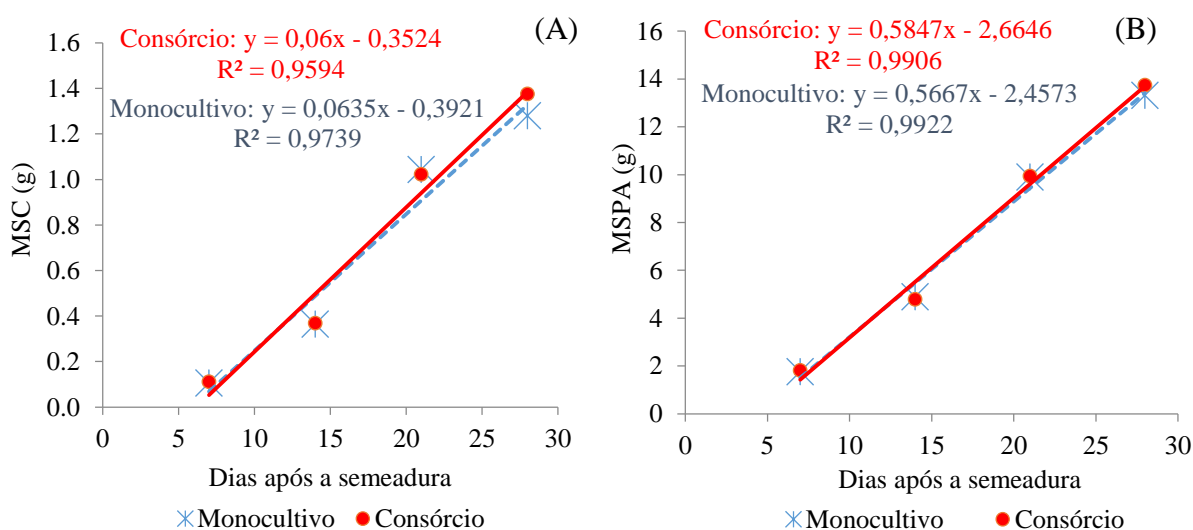 Consórcio: y = 0,06x - 0,3524
R² = 0,9594
(A)
Monocultivo: y = 0,0635x - 0,3921
R² = 0,9739
MSC (g)
1.6
1.4
1.2
1.0
0.8
0.6
0.4
0.2
0.0
0 5 10 15 20 25 30
Dias após a semeadura
Monocultivo Consórcio
Consórcio: y = 0,5847x - 2,6646
R² = 0,9906
(B)
Monocultivo: y = 0,5667x - 2,4573
R² = 0,9922
MSPA (g)
16
14
12
10
8
6
4
2
0
0 5 10 15 20 25 30
Dias após a semeadura
Monocultivo Consórcio